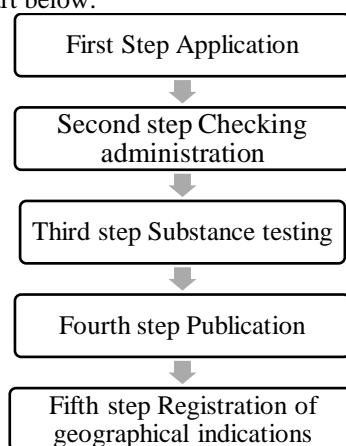 First Step Application
Second step Checking
administration
Third step Substance testing
Fourth step Publication
Fifth step Registration of
geographical indications